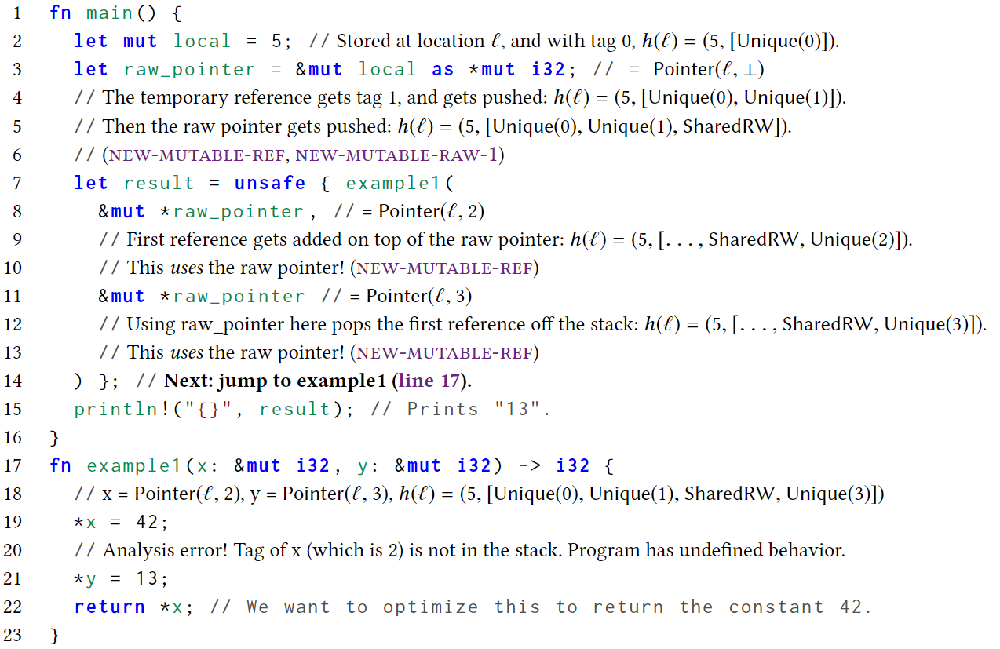 1 fn main() {
2 let mut local = 5; // Stored at location ℓ, and with tag 0, h(ℓ) = (5, [Unique(0)]).
3 let raw_pointer = &mut local as *mut i32; // = Pointer(ℓ, ⊥)
4 // The temporary reference gets tag 1, and gets pushed: h(ℓ) = (5, [Unique(0), Unique(1)]).
5 // Then the raw pointer gets pushed: h(ℓ) = (5, [Unique(0), Unique(1), SharedRW]).
6 // (NEW-MUTABLE-REF, NEW-MUTABLE-RAW-1)
7 let result = unsafe { example1(
8 &mut *raw_pointer, // = Pointer(ℓ, 2)
9 // First reference gets added on top of the raw pointer: h(ℓ) = (5, [. . . , SharedRW, Unique(2)]).
10 // This uses the raw pointer! (NEW-MUTABLE-REF)
11 &mut *raw_pointer // = Pointer(ℓ, 3)
12 // Using raw_pointer here pops the first reference off the stack: h(ℓ) = (5, [. . . , SharedRW, Unique(3)]).
13 // This uses the raw pointer! (NEW-MUTABLE-REF)
14 ) }; // Next: jump to example1 (line 17).
15 println!("{}", result); // Prints "13".
16 }
17 fn example1(x: &mut i32, y: &mut i32) -> i32 {
18 // x = Pointer(ℓ, 2), y = Pointer(ℓ, 3), h(ℓ) = (5, [Unique(0), Unique(1), SharedRW, Unique(3)])
19 *x = 42;
20 // Analysis error! Tag of x (which is 2) is not in the stack. Program has undefined behavior.
21 *y = 13;
22 return *x; // We want to optimize this to return the constant 42.
23 }